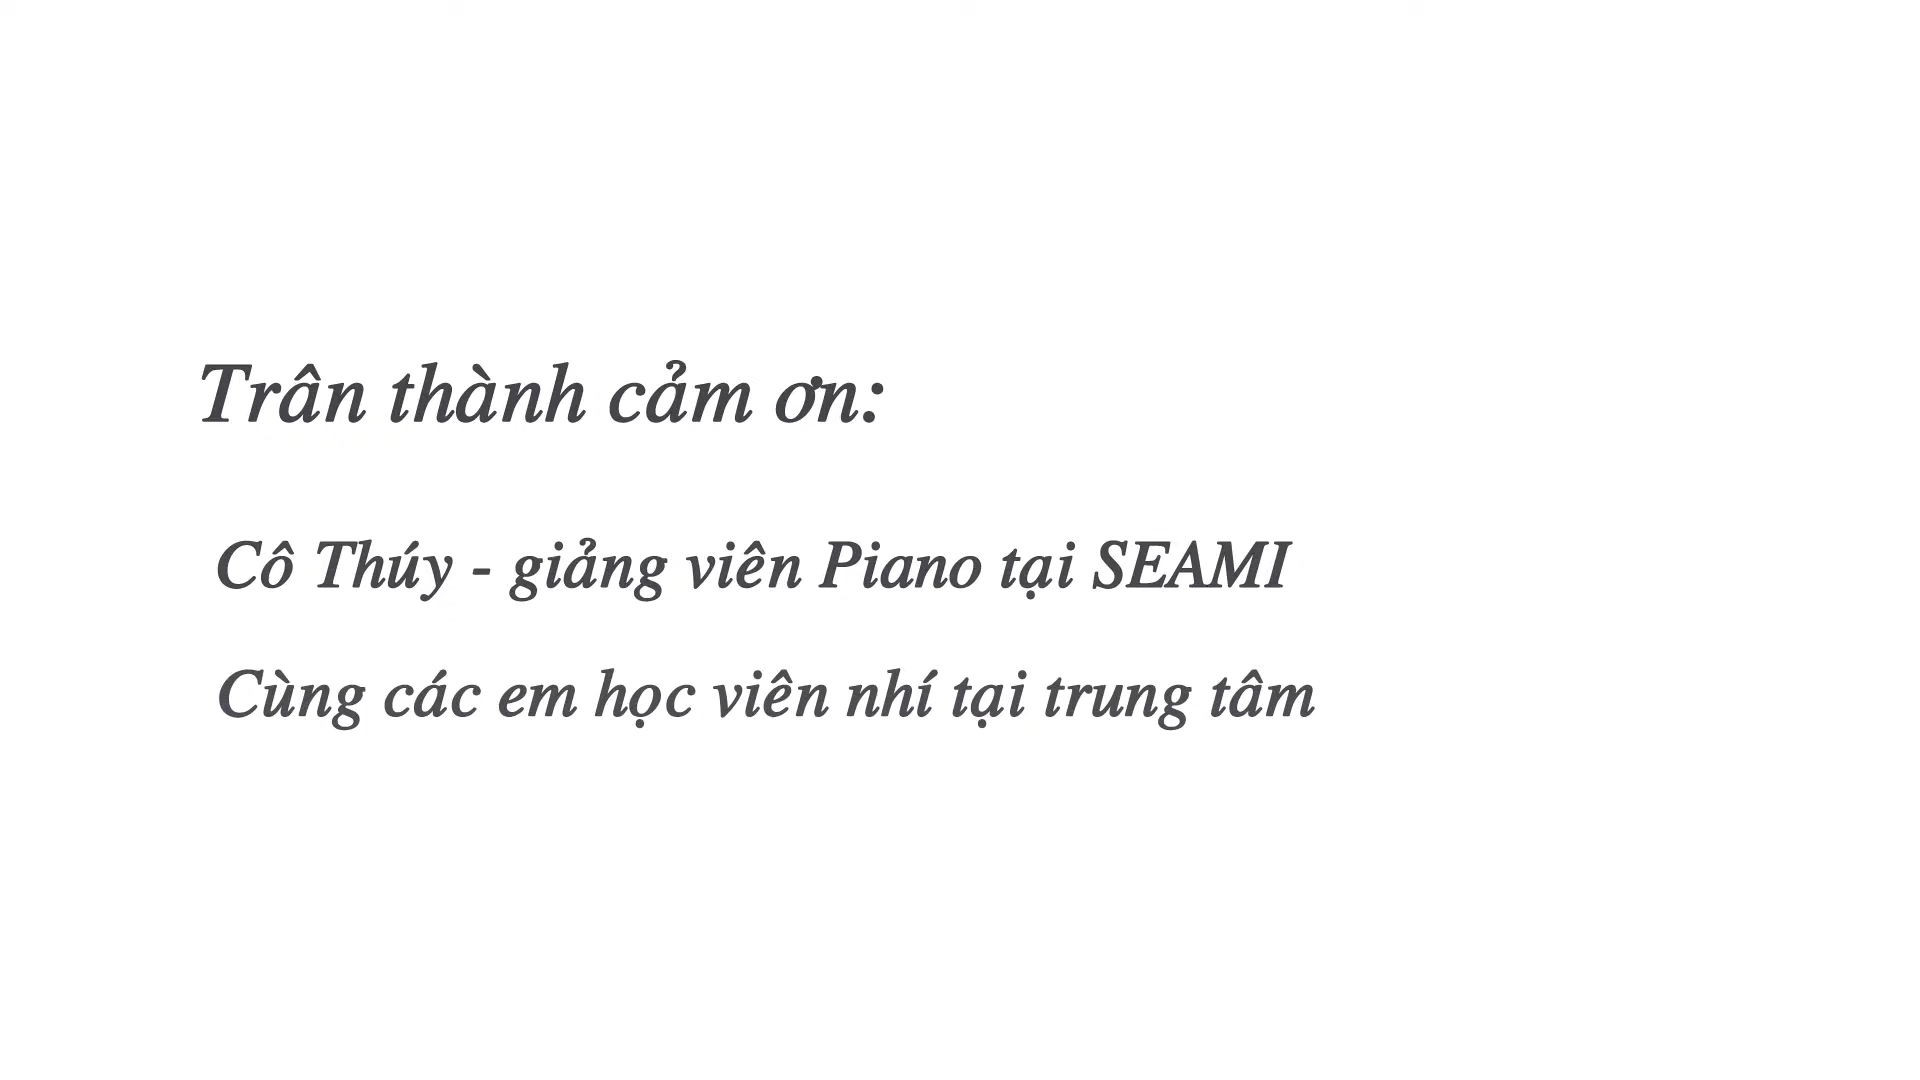 Trân thành cảm ơn:
Cô Thúy - giảng viên Piano tại SEAMI
Cùng các em học viên nhí tại trung tâm